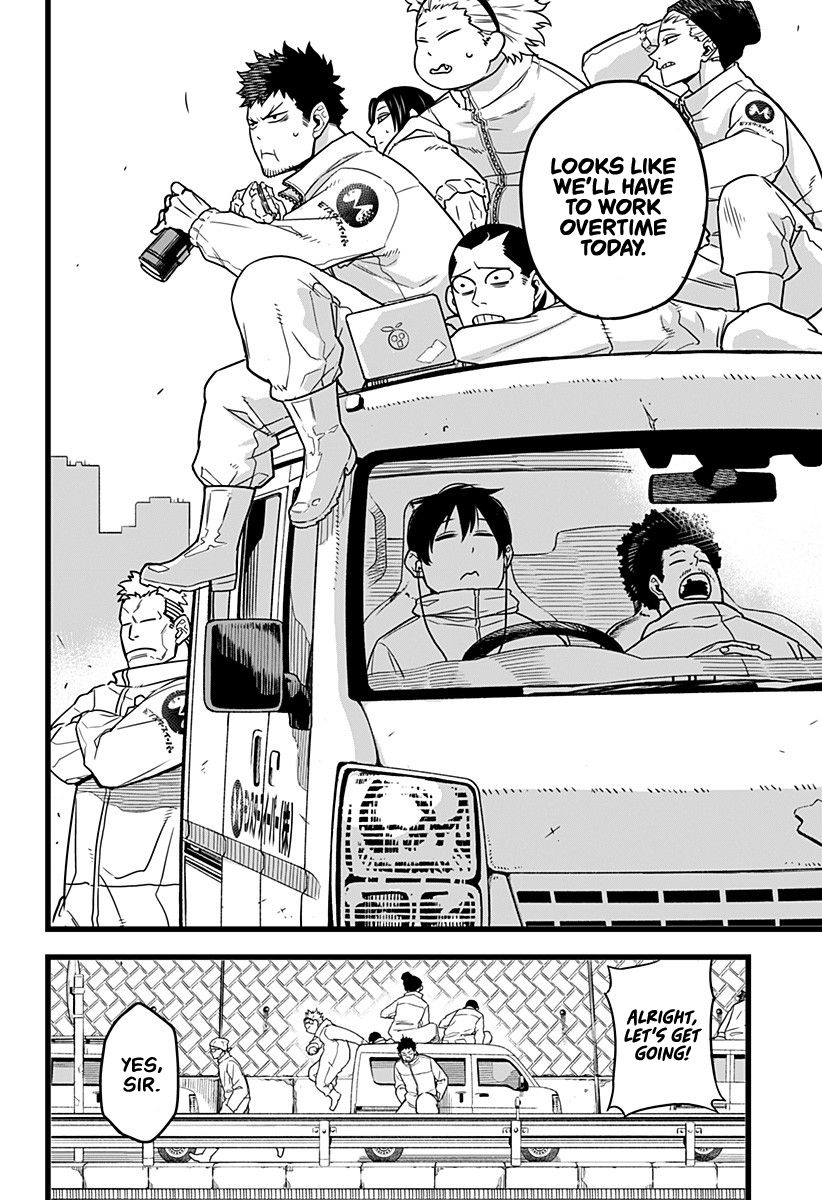 LOOKS LIKE
WE'LL HAVE
TO WORK
OVERTIME
TODAY.
ALRIGHT,
LET'S GET
GOING!
YES,
SIR.